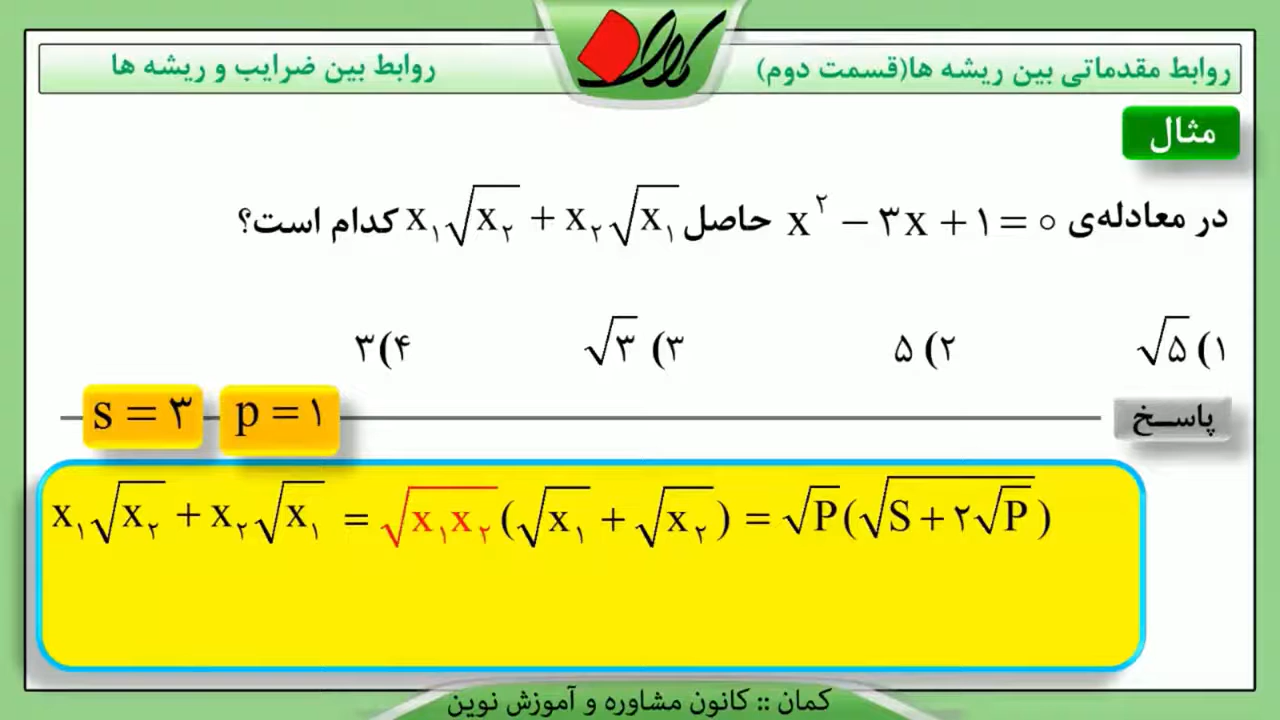 روابط مقدماتی بین ریشه ها(قسمت دوم)
روابط بین ضرایب و ریشه ها
مثال
در معادله‌ی x² − ۳x + ۱ = ۰ حاصل x₁√x₂ + x₂√x₁ کدام است؟
۱) √۵ ۲) ۵ ۳) √۳ ۴) ۳
پاسـخ
s = ۳ p = ۱
x₁√x₂ + x₂√x₁ = √(x₁x₂) (√x₁ + √x₂) = √P(√(S + ۲√P))
کمان :: کانون مشاوره و آموزش نوین